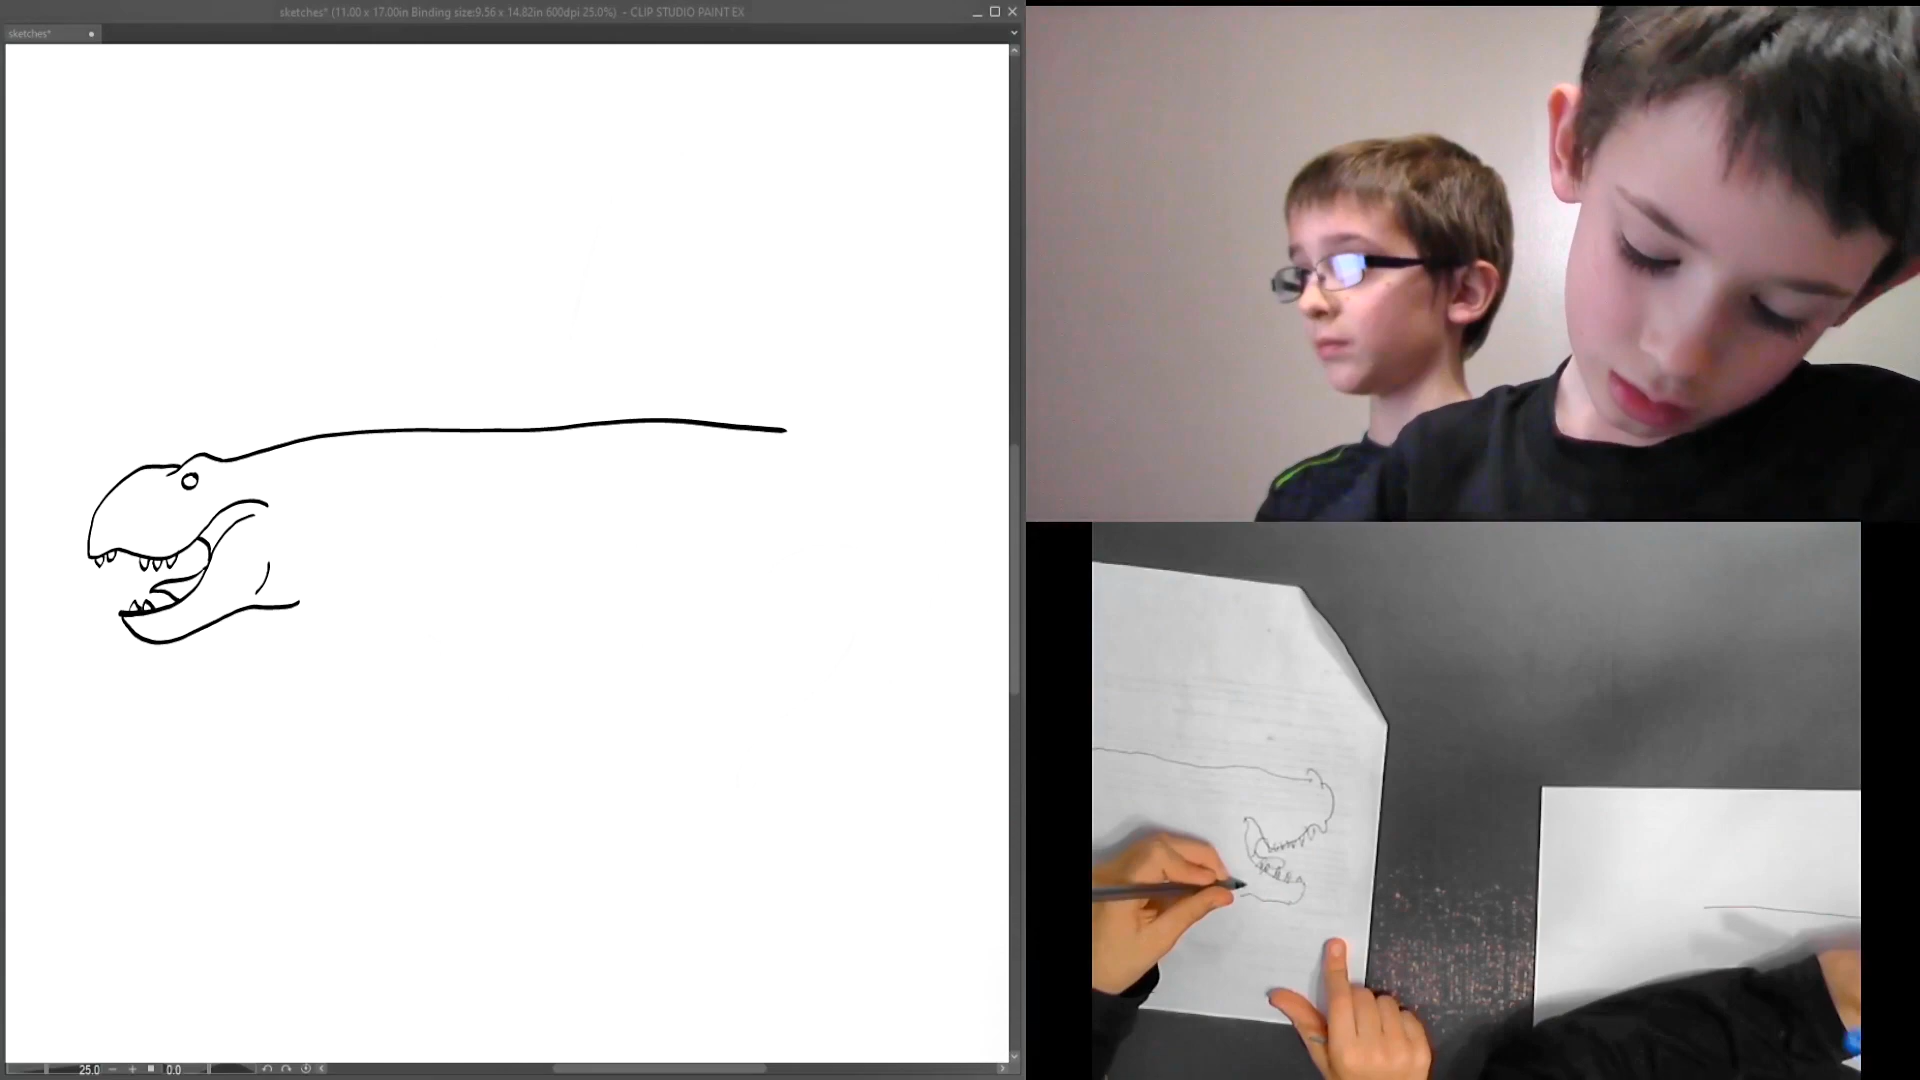 sketches* (11.00 x 17.00in Binding size:9.56 x 14.82in 600dpi 25.0%) - CLIP STUDIO PAINT EX
sketches*
25.0
0.0